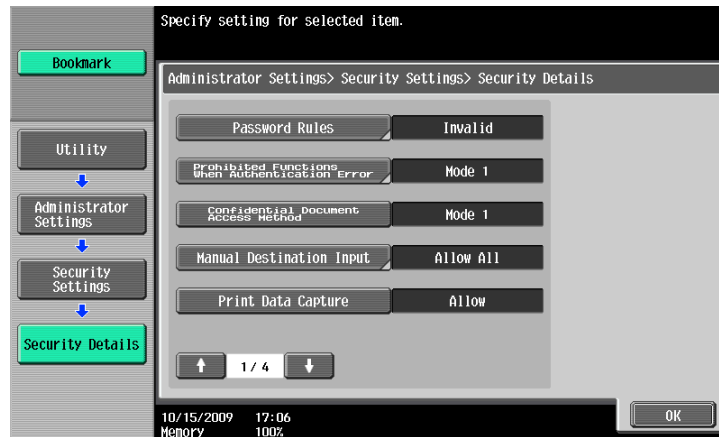 Specify setting for selected item.
Bookmark
Administrator Settings> Security Settings> Security Details
Utility
Administrator
Settings
Security
Settings
Security Details
Password Rules
Invalid
Prohibited Functions
When Authentication Error
Mode 1
Confidential Document
Access Method
Mode 1
Manual Destination Input
Allow All
Print Data Capture
Allow
1/ 4
OK
10/15/2009 17:06
Memory 100%